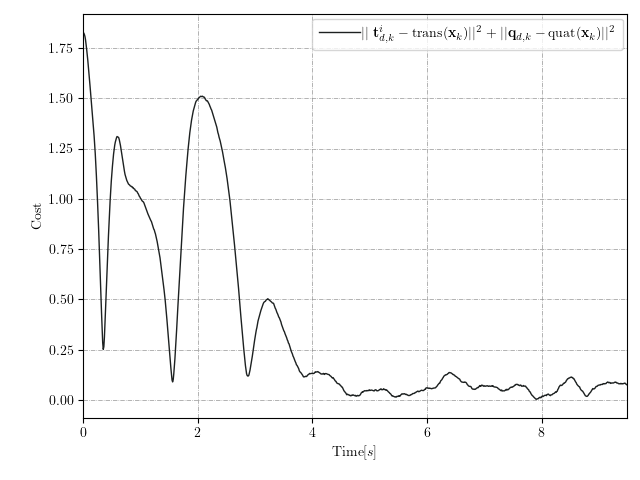 || t^i_{d,k} − trans(x_k)||² + ||q_{d,k} − quat(x_k)||²
1.75
1.50
1.25
1.00
0.75
0.50
0.25
0.00
Cost
0 2 4 6 8
Time[s]